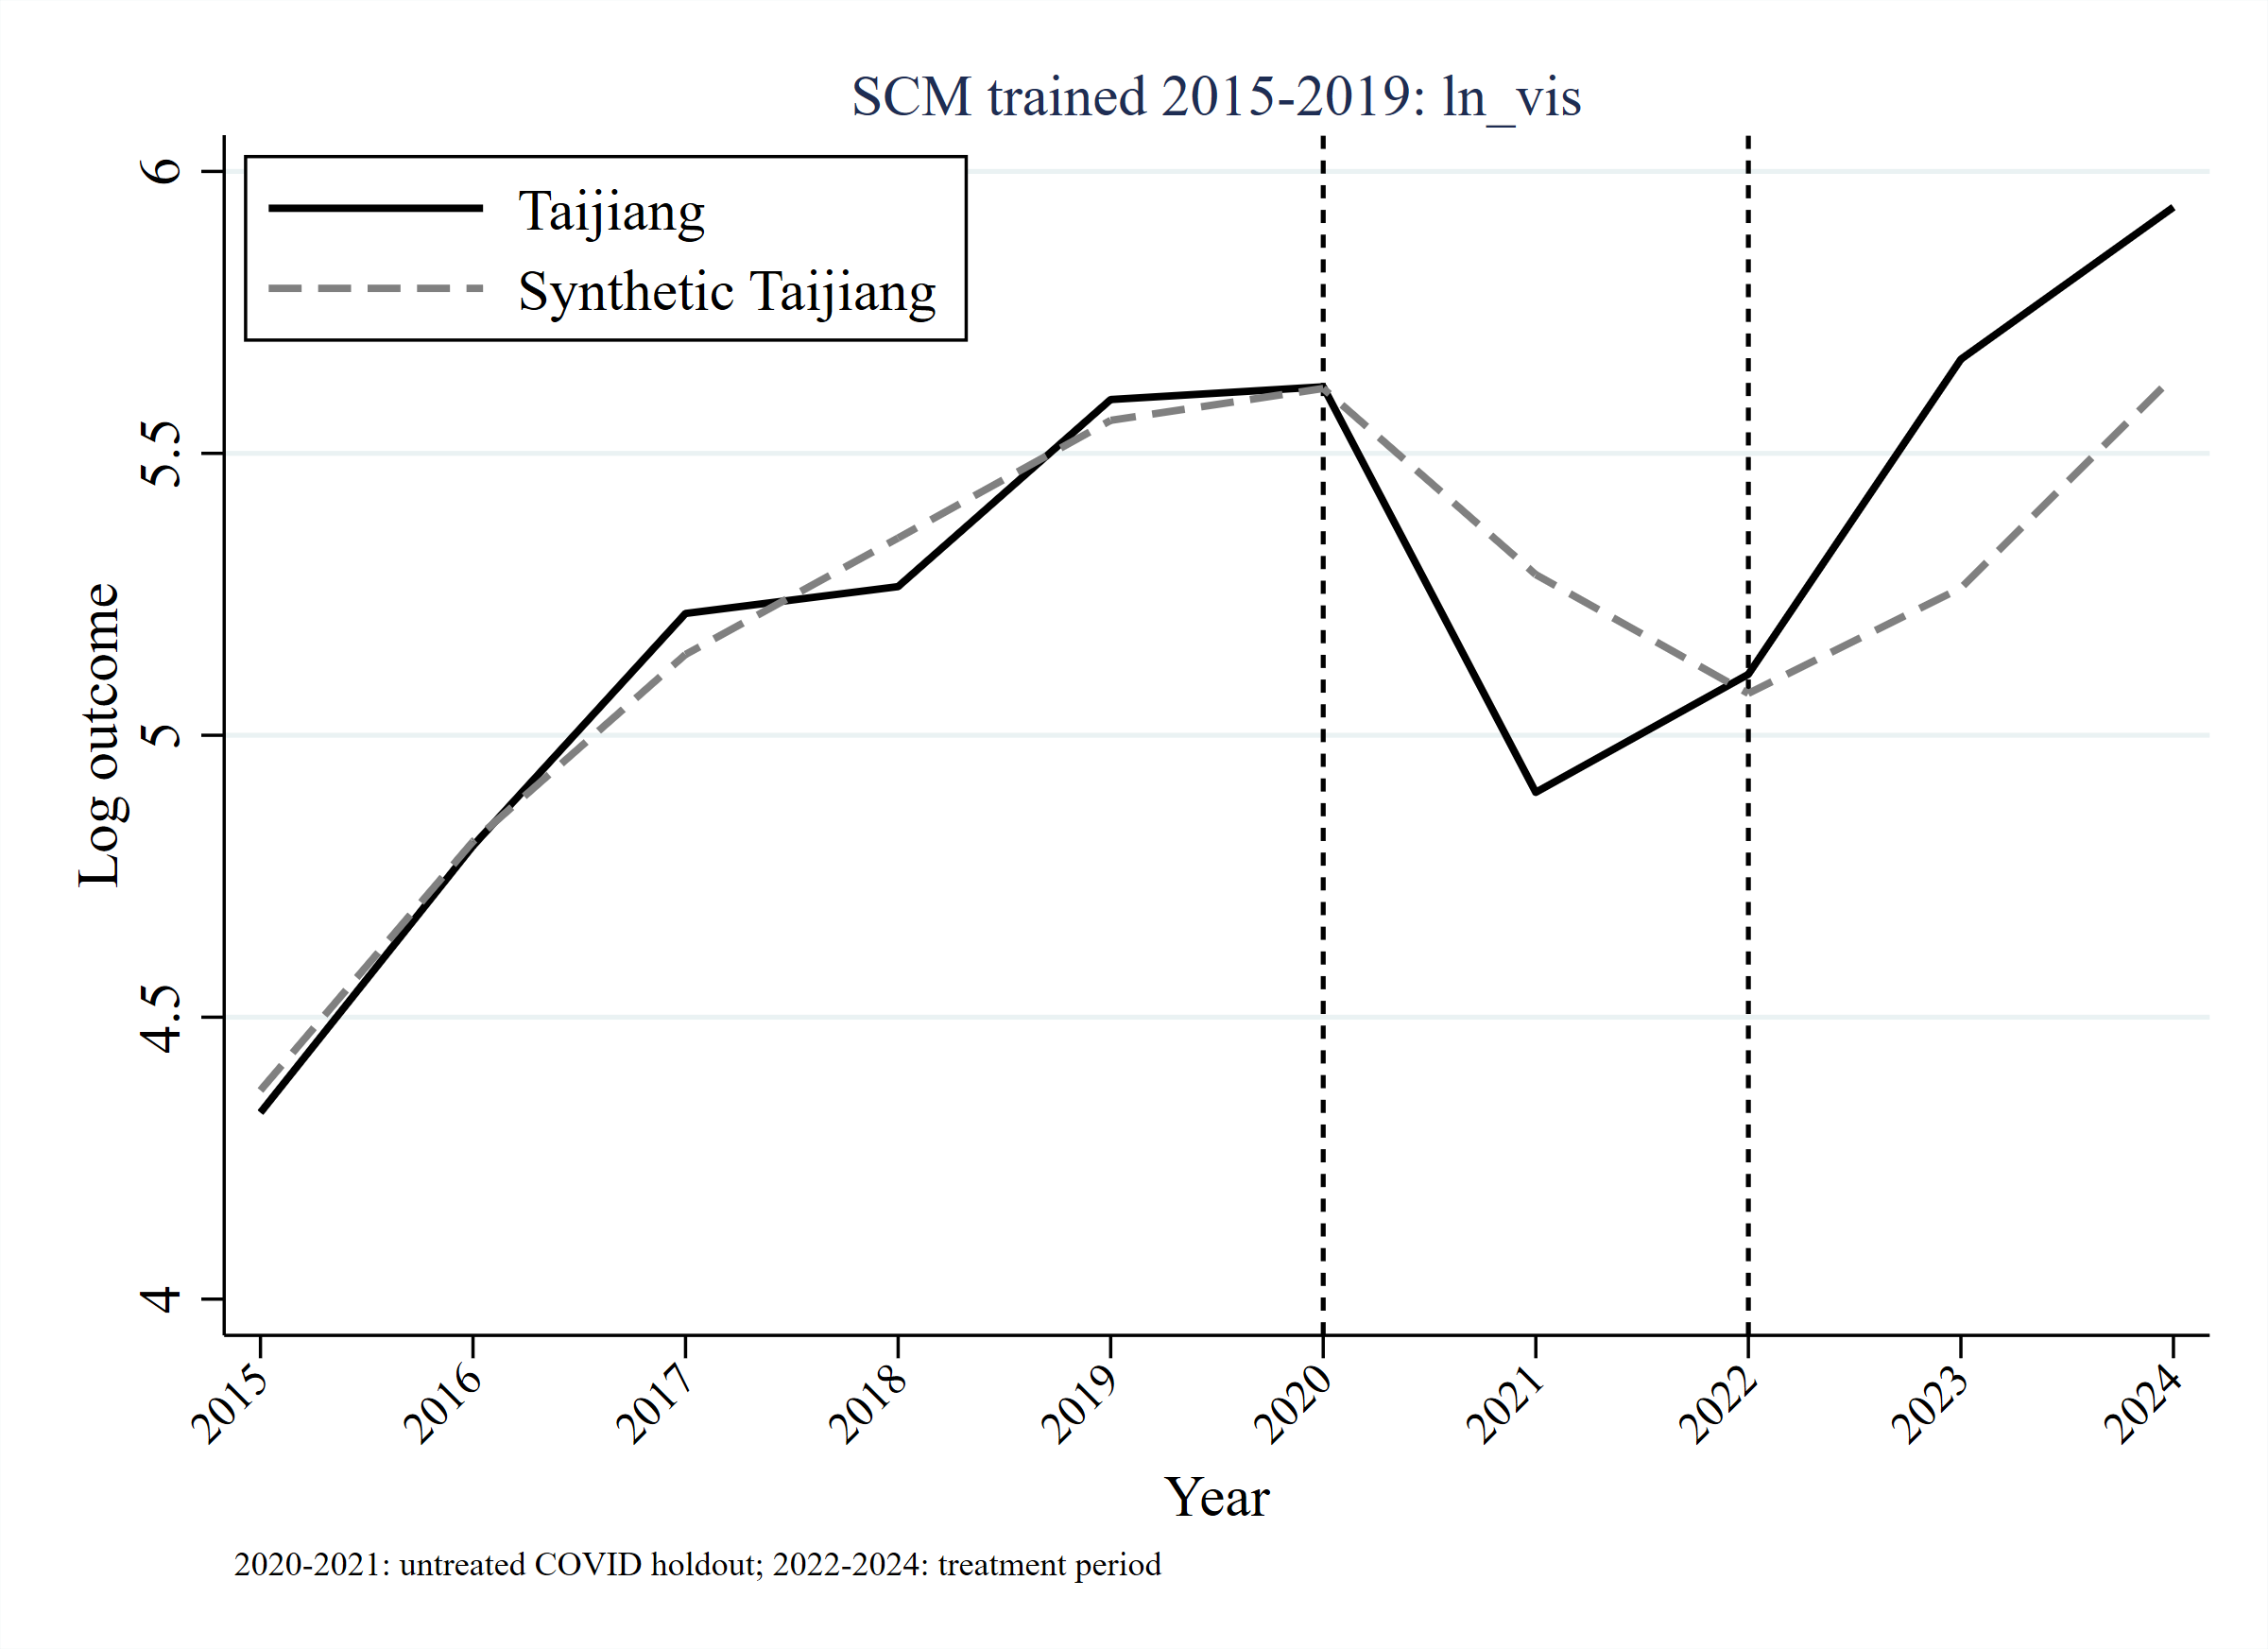 SCM trained 2015-2019: ln_vis
Taijiang
Synthetic Taijiang
Log outcome
6
5.5
5
4.5
4
2015 2016 2017 2018 2019 2020 2021 2022 2023 2024
Year
2020-2021: untreated COVID holdout; 2022-2024: treatment period